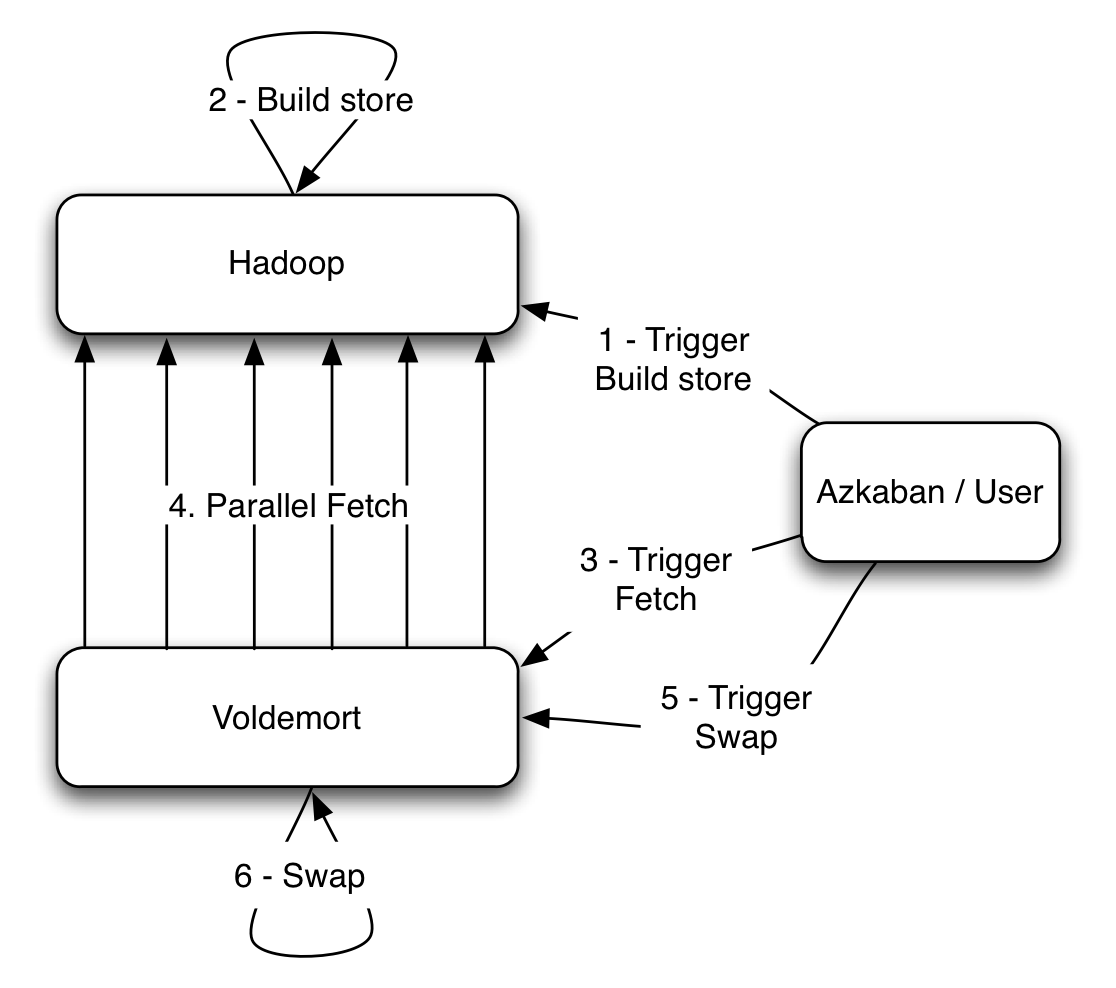 2 - Build store
Hadoop
1 - Trigger
Build store
Azkaban / User
4. Parallel Fetch
3 - Trigger
Fetch
5 - Trigger
Swap
Voldemort
6 - Swap